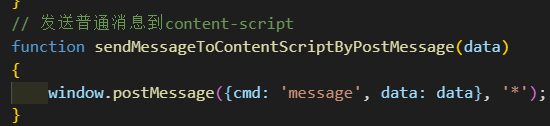 }
// 发送普通消息到content-script
function sendMessageToContentScriptByPostMessage(data)
{
    window.postMessage({cmd: 'message', data: data}, '*');
}